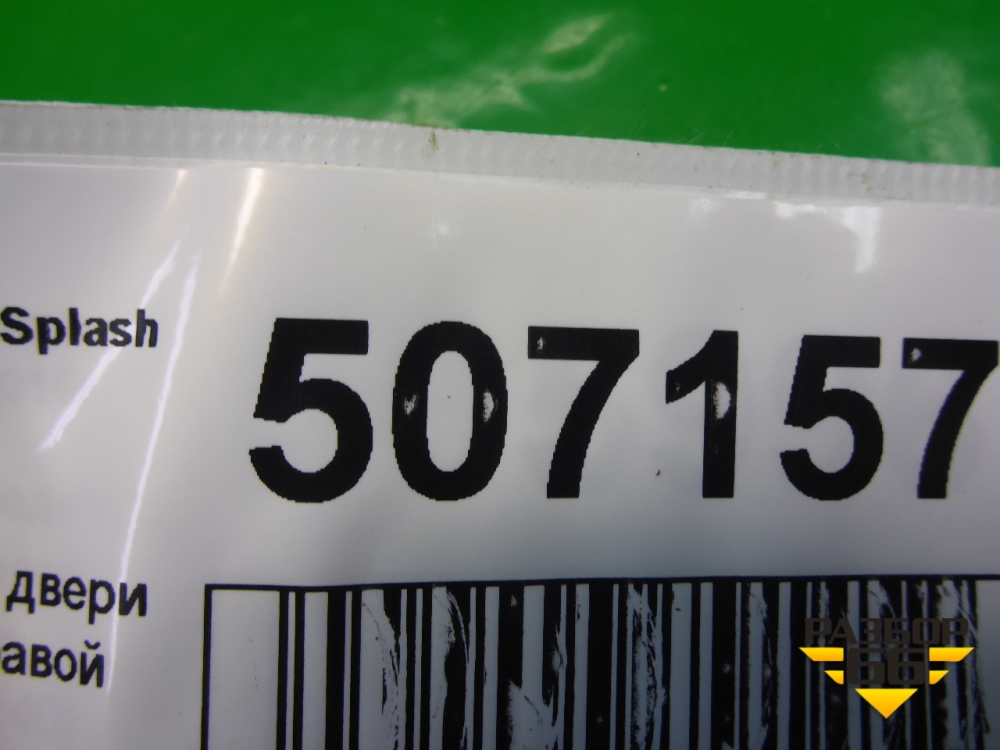 Splash
507157
двери
авой
РАЗБОР
66